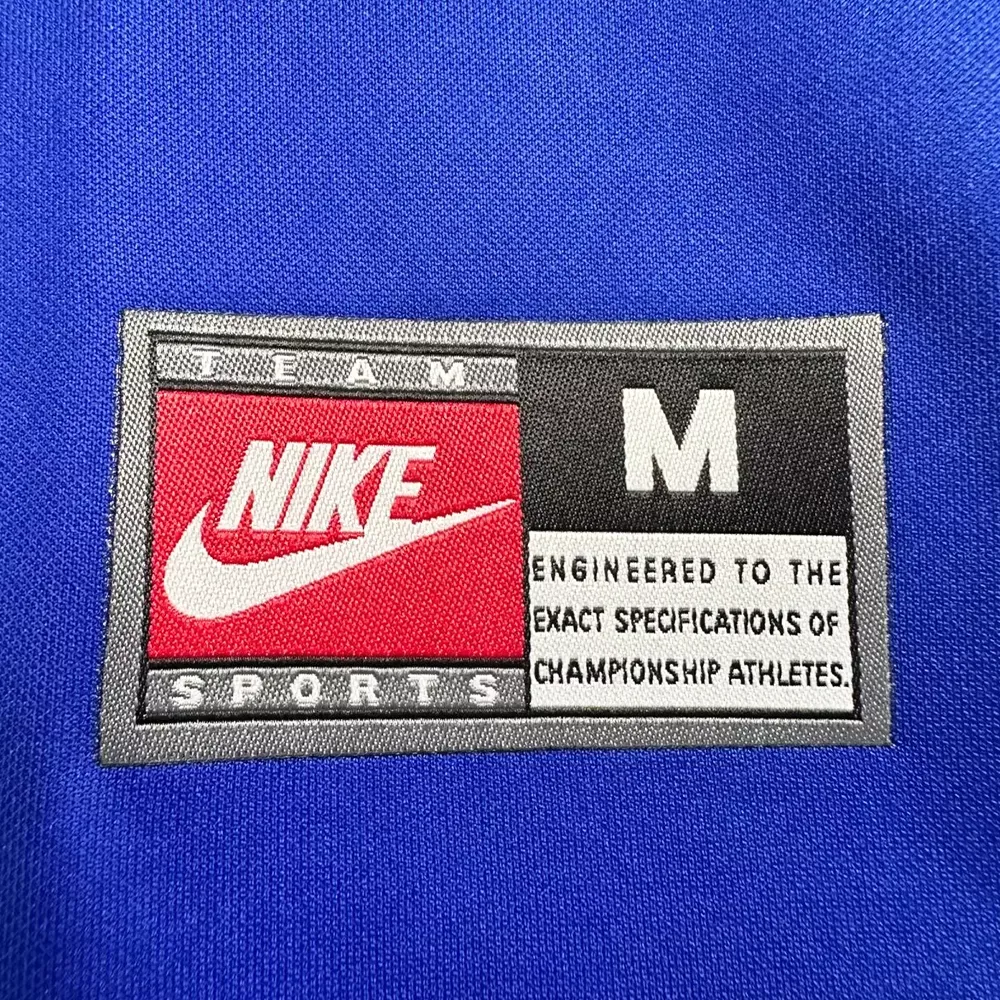 TEAM
NIKE
SPORTS
M
ENGINEERED TO THE
EXACT SPECIFICATIONS OF
CHAMPIONSHIP ATHLETES.